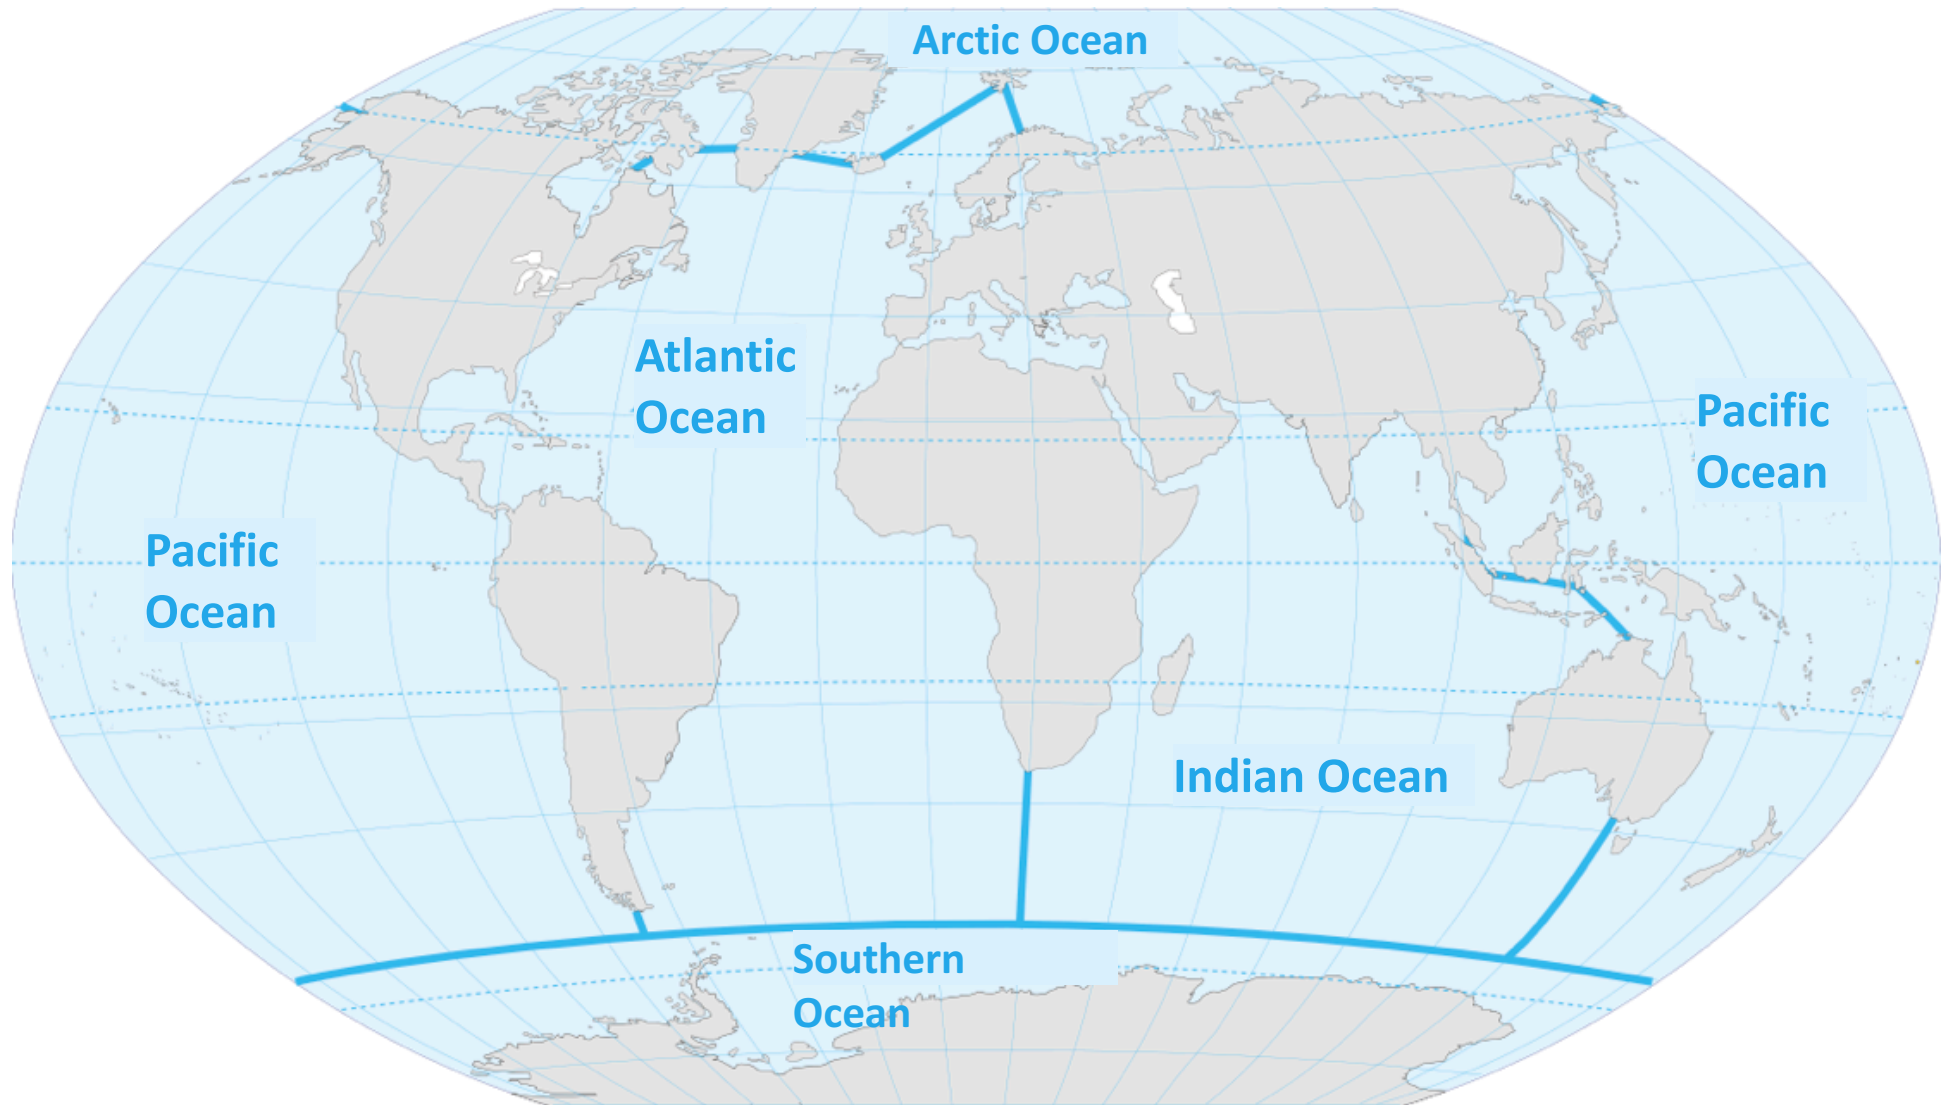 Arctic Ocean
Atlantic
Ocean
Pacific
Ocean
Pacific
Ocean
Indian Ocean
Southern
Ocean